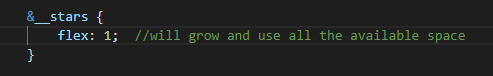 &__stars {
    flex: 1;  //will grow and use all the available space
}